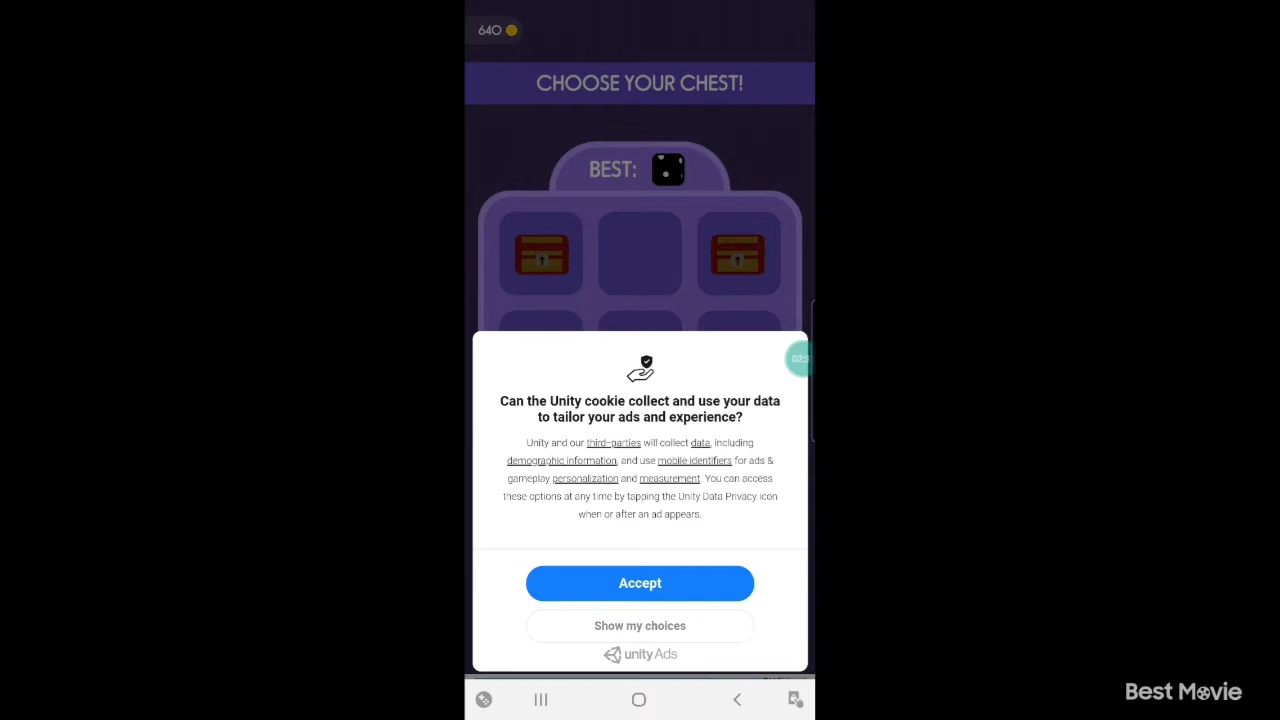 640
CHOOSE YOUR CHEST!
BEST:
Can the Unity cookie collect and use your data
to tailor your ads and experience?
Unity and our third-parties will collect data, including
demographic information, and use mobile identifiers for ads &
gameplay personalization and measurement. You can access
these options at any time by tapping the Unity Data Privacy icon
when or after an ad appears.
Accept
Show my choices
unity Ads
Best Movie